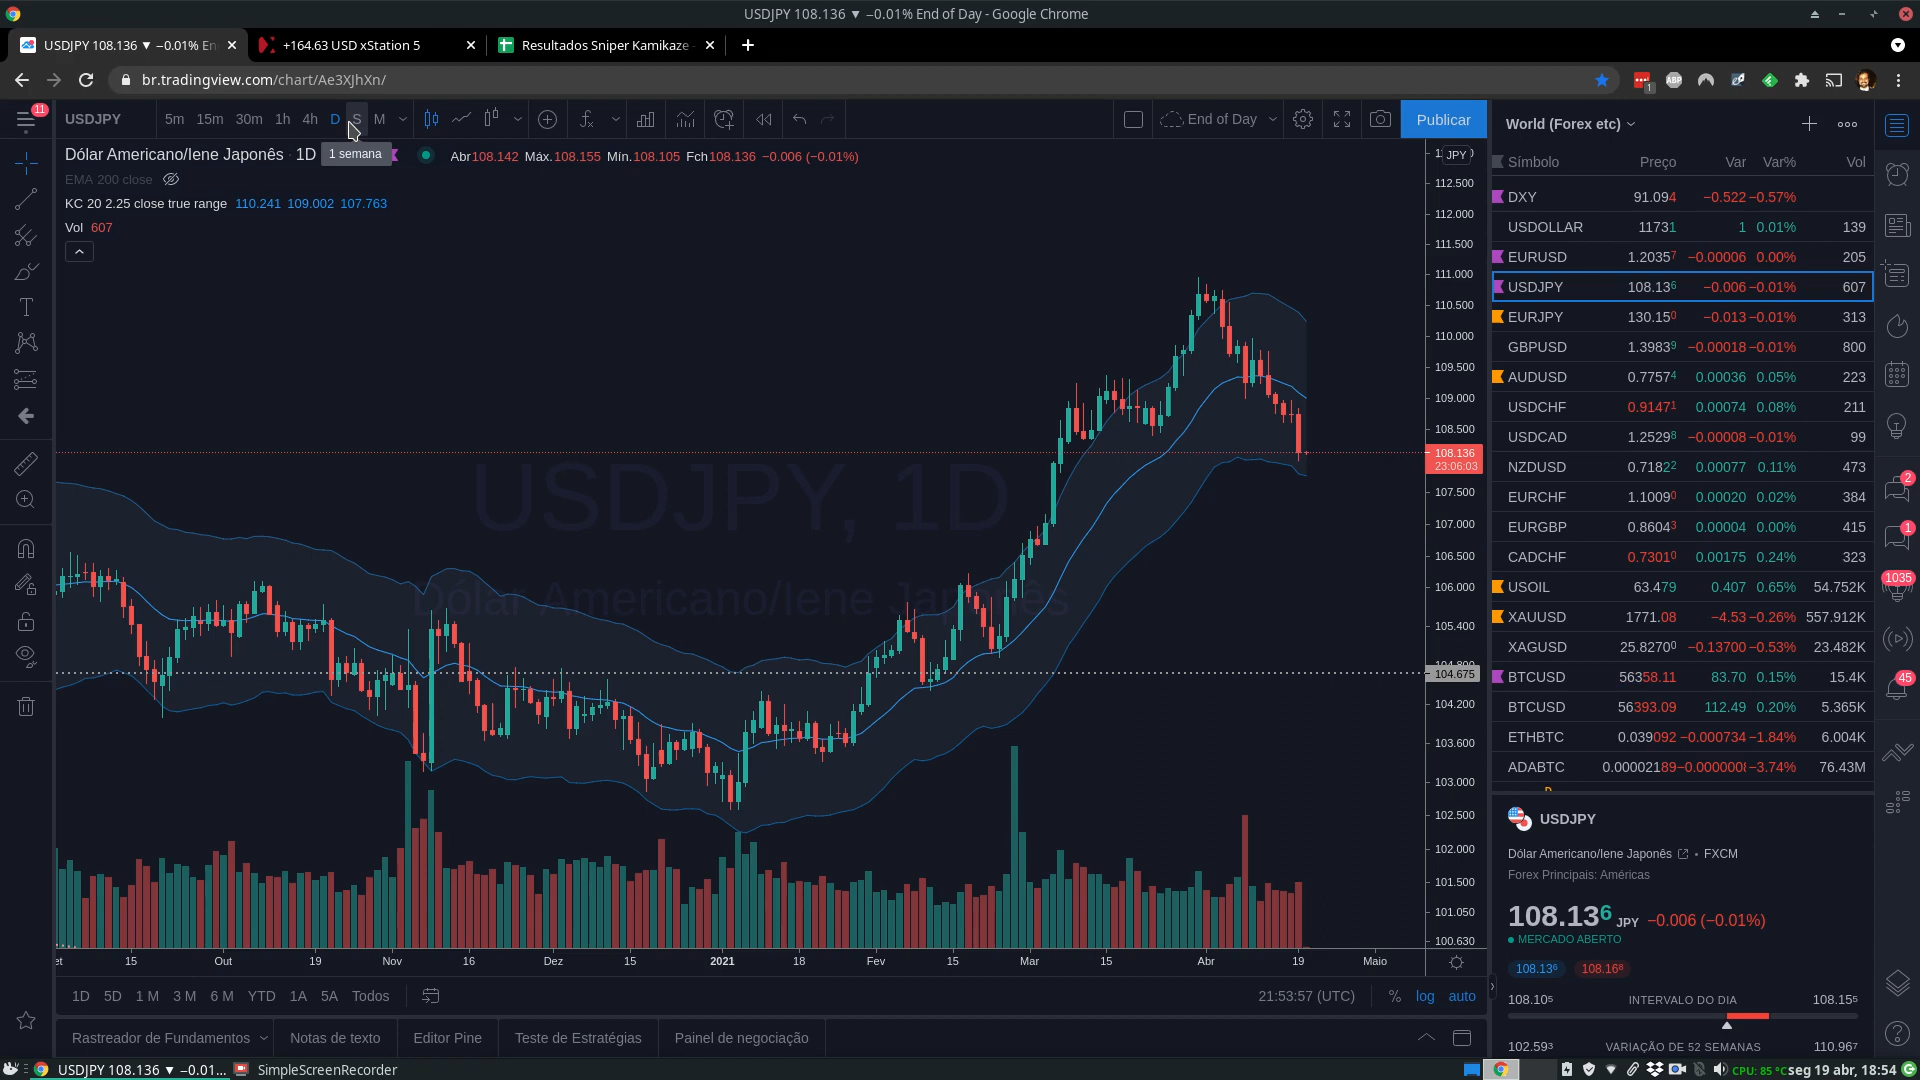 USDJPY 108.136 ▼ −0.01% End of Day - Google Chrome
USDJPY 108.136 ▼ −0.01% En
+164.63 USD xStation 5
Resultados Sniper Kamikaze -
br.tradingview.com/chart/Ae3XJhXn/
1
11
USDJPY 5m 15m 30m 1h 4h D S M
End of Day
Publicar
World (Forex etc)
Dólar Americano/Iene Japonês · 1D
1 semana
Abr108.142 Máx.108.155 Mín.108.105 Fch108.136 −0.006 (−0.01%)
EMA 200 close
KC 20 2.25 close true range 110.241 109.002 107.763
Vol 607
USDJPY, 1D
Dólar Americano/Iene Japonês
JPY
112.500
112.000
111.500
111.000
110.500
110.000
109.500
109.000
108.500
108.136
23:06:03
107.500
107.000
106.500
106.000
105.400
104.800
104.675
104.200
103.600
103.000
102.500
102.000
101.500
101.050
100.630
et 15 Out 19 Nov 16 Dez 15 2021 18 Fev 15 Mar 15 Abr 19 Maio
1D 5D 1 M 3 M 6 M YTD 1A 5A Todos
21:53:57 (UTC) % log auto
Rastreador de Fundamentos Notas de texto Editor Pine Teste de Estratégias Painel de negociação
Símbolo Preço Var Var% Vol
DXY 91.094 −0.522 −0.57%
USDOLLAR 11731 1 0.01% 139
EURUSD 1.20357 −0.00006 0.00% 205
USDJPY 108.136 −0.006 −0.01% 607
EURJPY 130.150 −0.013 −0.01% 313
GBPUSD 1.39839 −0.00018 −0.01% 800
AUDUSD 0.77574 0.00036 0.05% 223
USDCHF 0.91471 0.00074 0.08% 211
USDCAD 1.25298 −0.00008 −0.01% 99
NZDUSD 0.71822 0.00077 0.11% 473
EURCHF 1.10090 0.00020 0.02% 384
EURGBP 0.86043 0.00004 0.00% 415
CADCHF 0.73010 0.00175 0.24% 323
USOIL 63.479 0.407 0.65% 54.752K
XAUUSD 1771.08 −4.53 −0.26% 557.912K
XAGUSD 25.8270 −0.13700 −0.53% 23.482K
BTCUSD 56358.11 83.70 0.15% 15.4K
BTCUSD 56393.09 112.49 0.20% 5.365K
ETHBTC 0.039092 −0.000734 −1.84% 6.004K
ADABTC 0.00002189 −0.0000008 −3.74% 76.43M
USDJPY
Dólar Americano/Iene Japonês • FXCM
Forex Principais: Américas
108.136 JPY −0.006 (−0.01%)
MERCADO ABERTO
108.136 108.168
108.105 INTERVALO DO DIA 108.155
102.593 VARIAÇÃO DE 52 SEMANAS 110.967
2
1
1035
45
USDJPY 108.136 ▼ −0.01...
SimpleScreenRecorder
CPU: 85 °C
seg 19 abr, 18:54